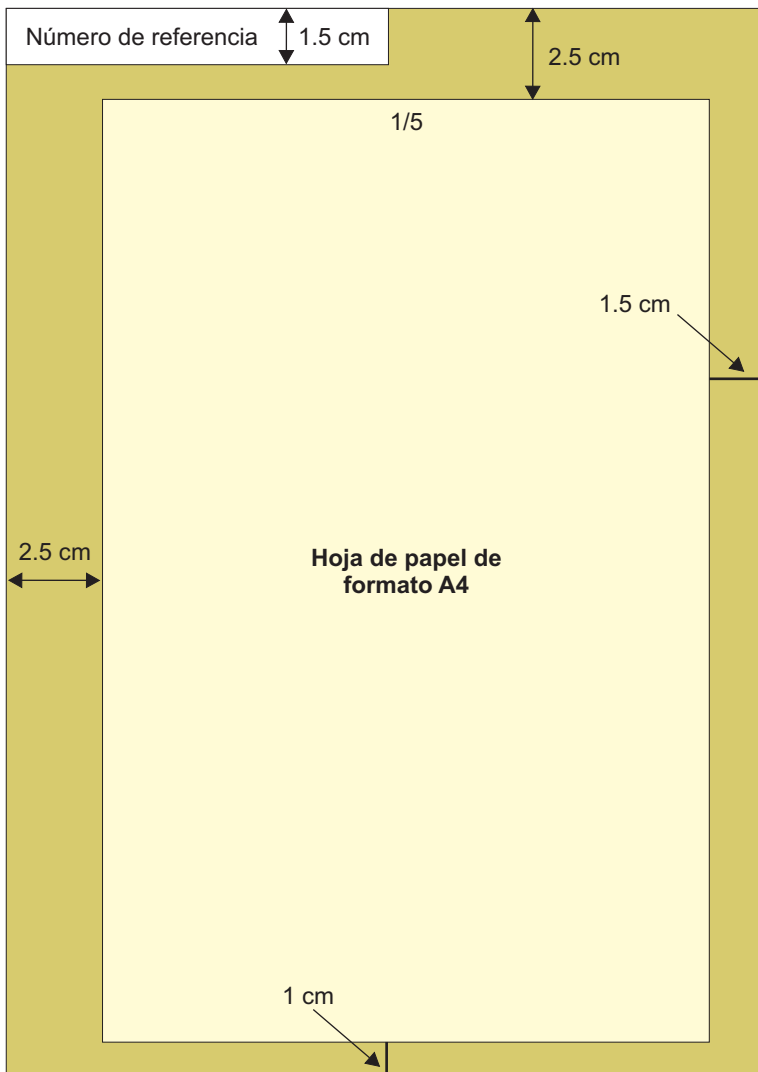 Número de referencia 1.5 cm
2.5 cm
1/5
1.5 cm
2.5 cm
Hoja de papel de
formato A4
1 cm